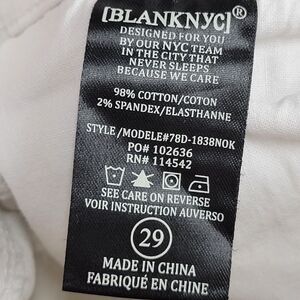 [BLANKNYC]®
DESIGNED FOR YOU
BY OUR NYC TEAM
IN THE CITY THAT
NEVER SLEEPS
BECAUSE WE CARE
98% COTTON/COTON
2% SPANDEX/ELASTHANNE
STYLE/MODELE#78D-1838NOK
PO# 102636
RN# 114542
SEE CARE ON REVERSE
VOIR INSTRUCTION AUVERSO
29
MADE IN CHINA
FABRIQUÉ EN CHINE